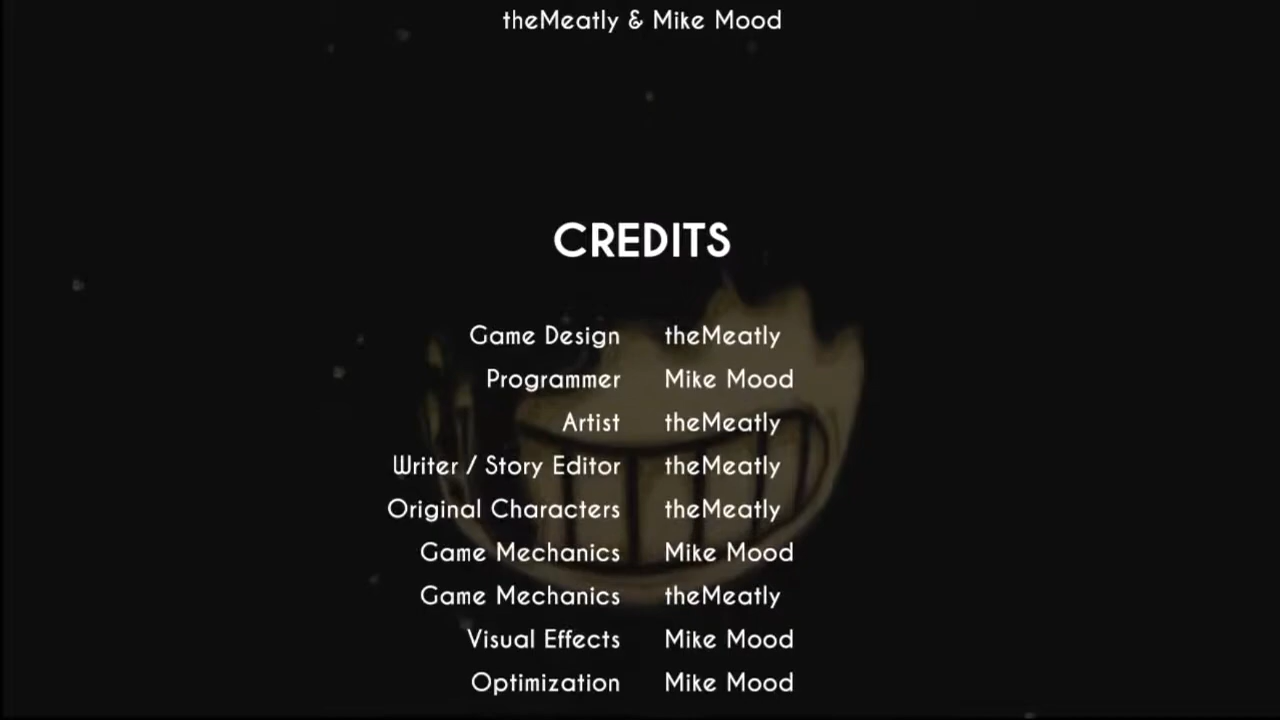 theMeatly & Mike Mood
CREDITS
Game Design theMeatly
Programmer Mike Mood
Artist theMeatly
Writer / Story Editor theMeatly
Original Characters theMeatly
Game Mechanics Mike Mood
Game Mechanics theMeatly
Visual Effects Mike Mood
Optimization Mike Mood